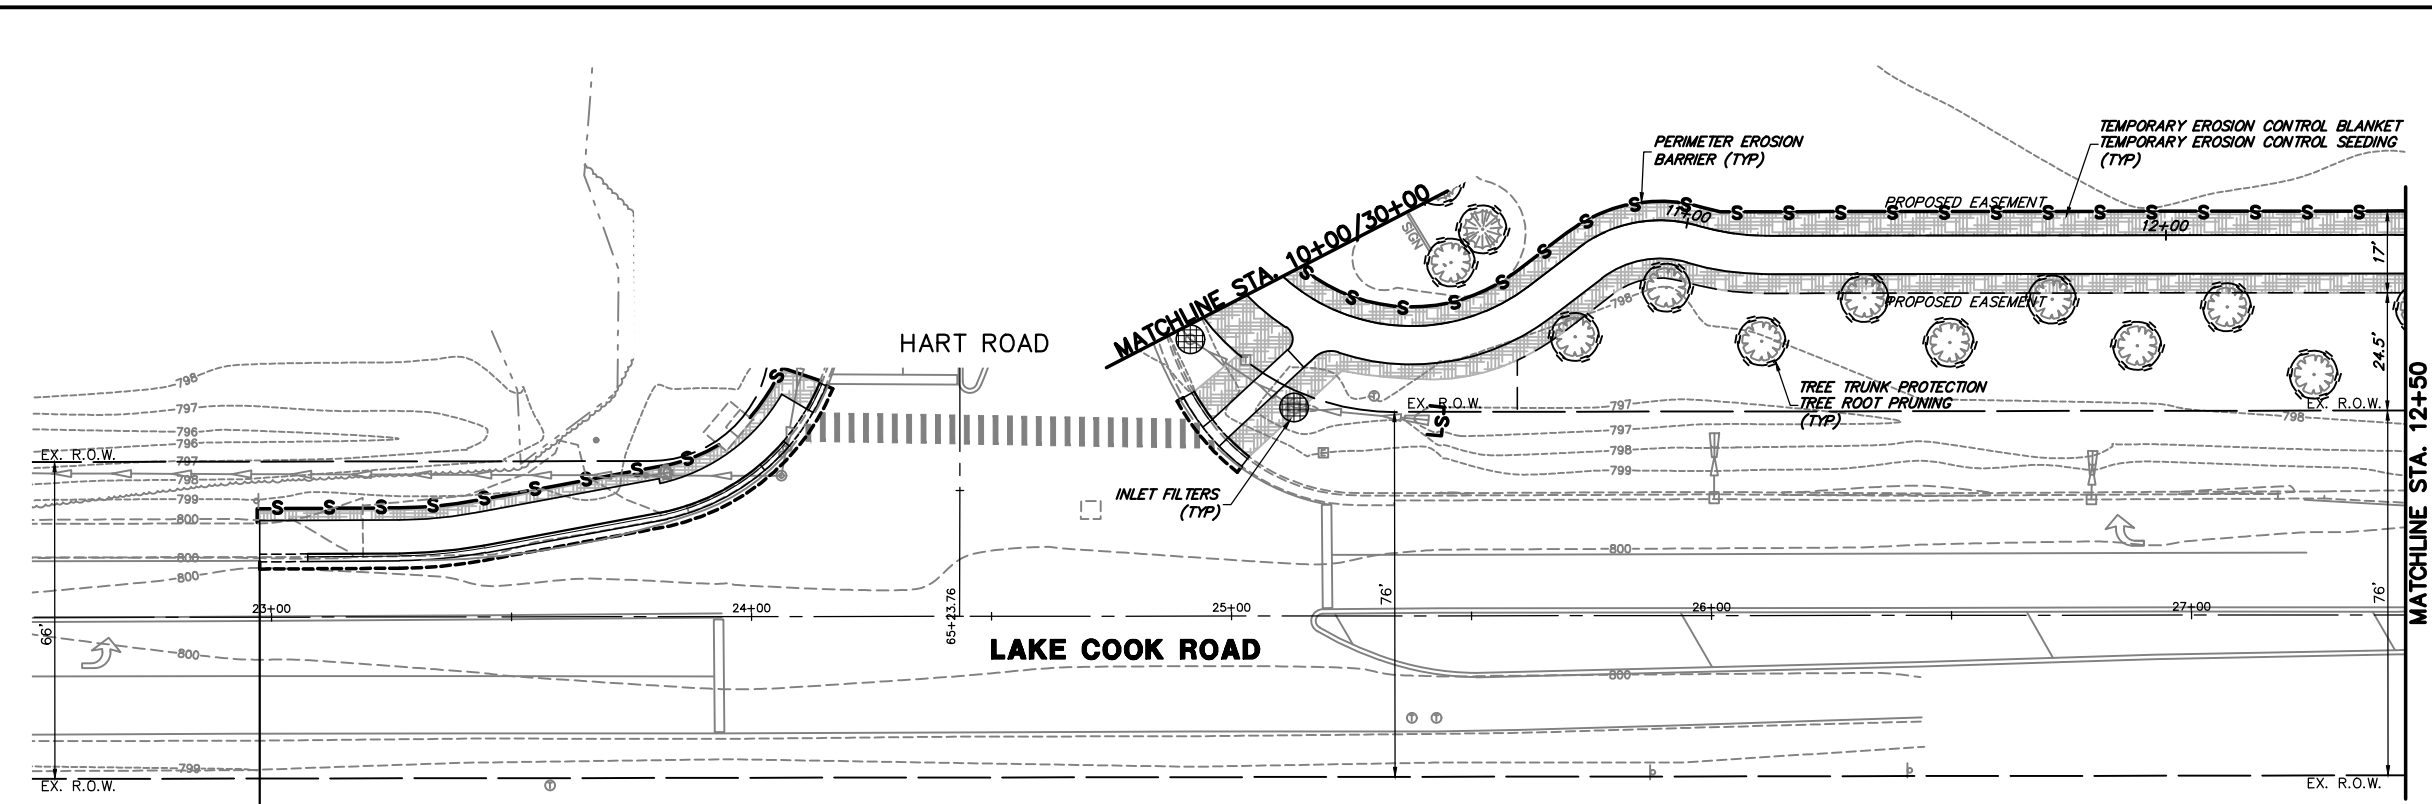 TEMPORARY EROSION CONTROL BLANKET
TEMPORARY EROSION CONTROL SEEDING
(TYP)
PERIMETER EROSION
BARRIER (TYP)
PROPOSED EASEMENT
11+00
12+00
17'
SIGN
MATCHLINE STA. 10+00/30+00
PROPOSED EASEMENT
798
HART ROAD
24.5'
TREE TRUNK PROTECTION
TREE ROOT PRUNING
(TYP)
EX. R.O.W.
EX. R.O.W.
LST
MATCHLINE STA. 12+50
798
797
796
796
797
798
799
800
800
800
EX. R.O.W.
797
797
798
798
799
INLET FILTERS
(TYP)
S S S S S S S S S S
S S S S S S S S S S S S S S S S S S S S S S
T
E
800
23+00
24+00
65+23.76
25+00
26+00
27+00
66'
76'
76'
LAKE COOK ROAD
800
800
T T
799
EX. R.O.W.
T
EX. R.O.W.